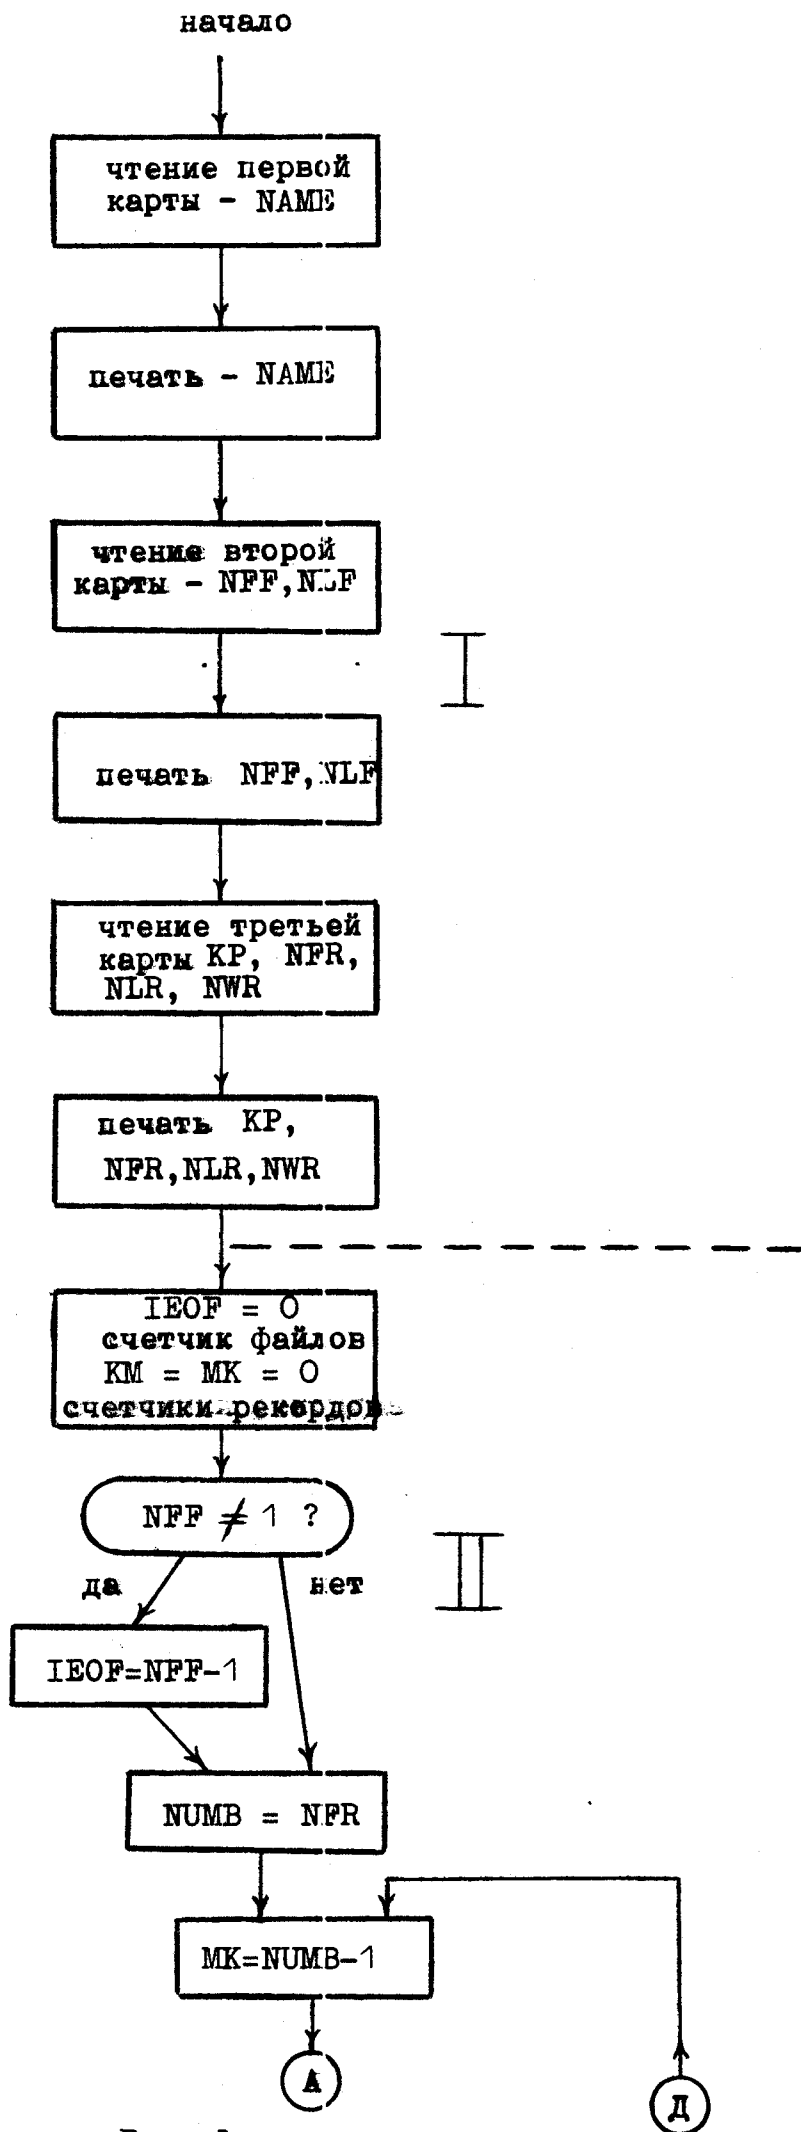 начало
чтение первой
карты - NAME
печать - NAME
чтение второй
карты - NFF,NLF
I
печать NFF,NLF
чтение третьей
карты KP, NFR,
NLR, NWR
печать KP,
NFR,NLR,NWR
IEOF = 0
счетчик файлов
KM = MK = 0
счетчики рекордов
NFF ≠ 1 ?
да
нет
II
IEOF=NFF-1
NUMB = NFR
MK=NUMB-1
А
Д